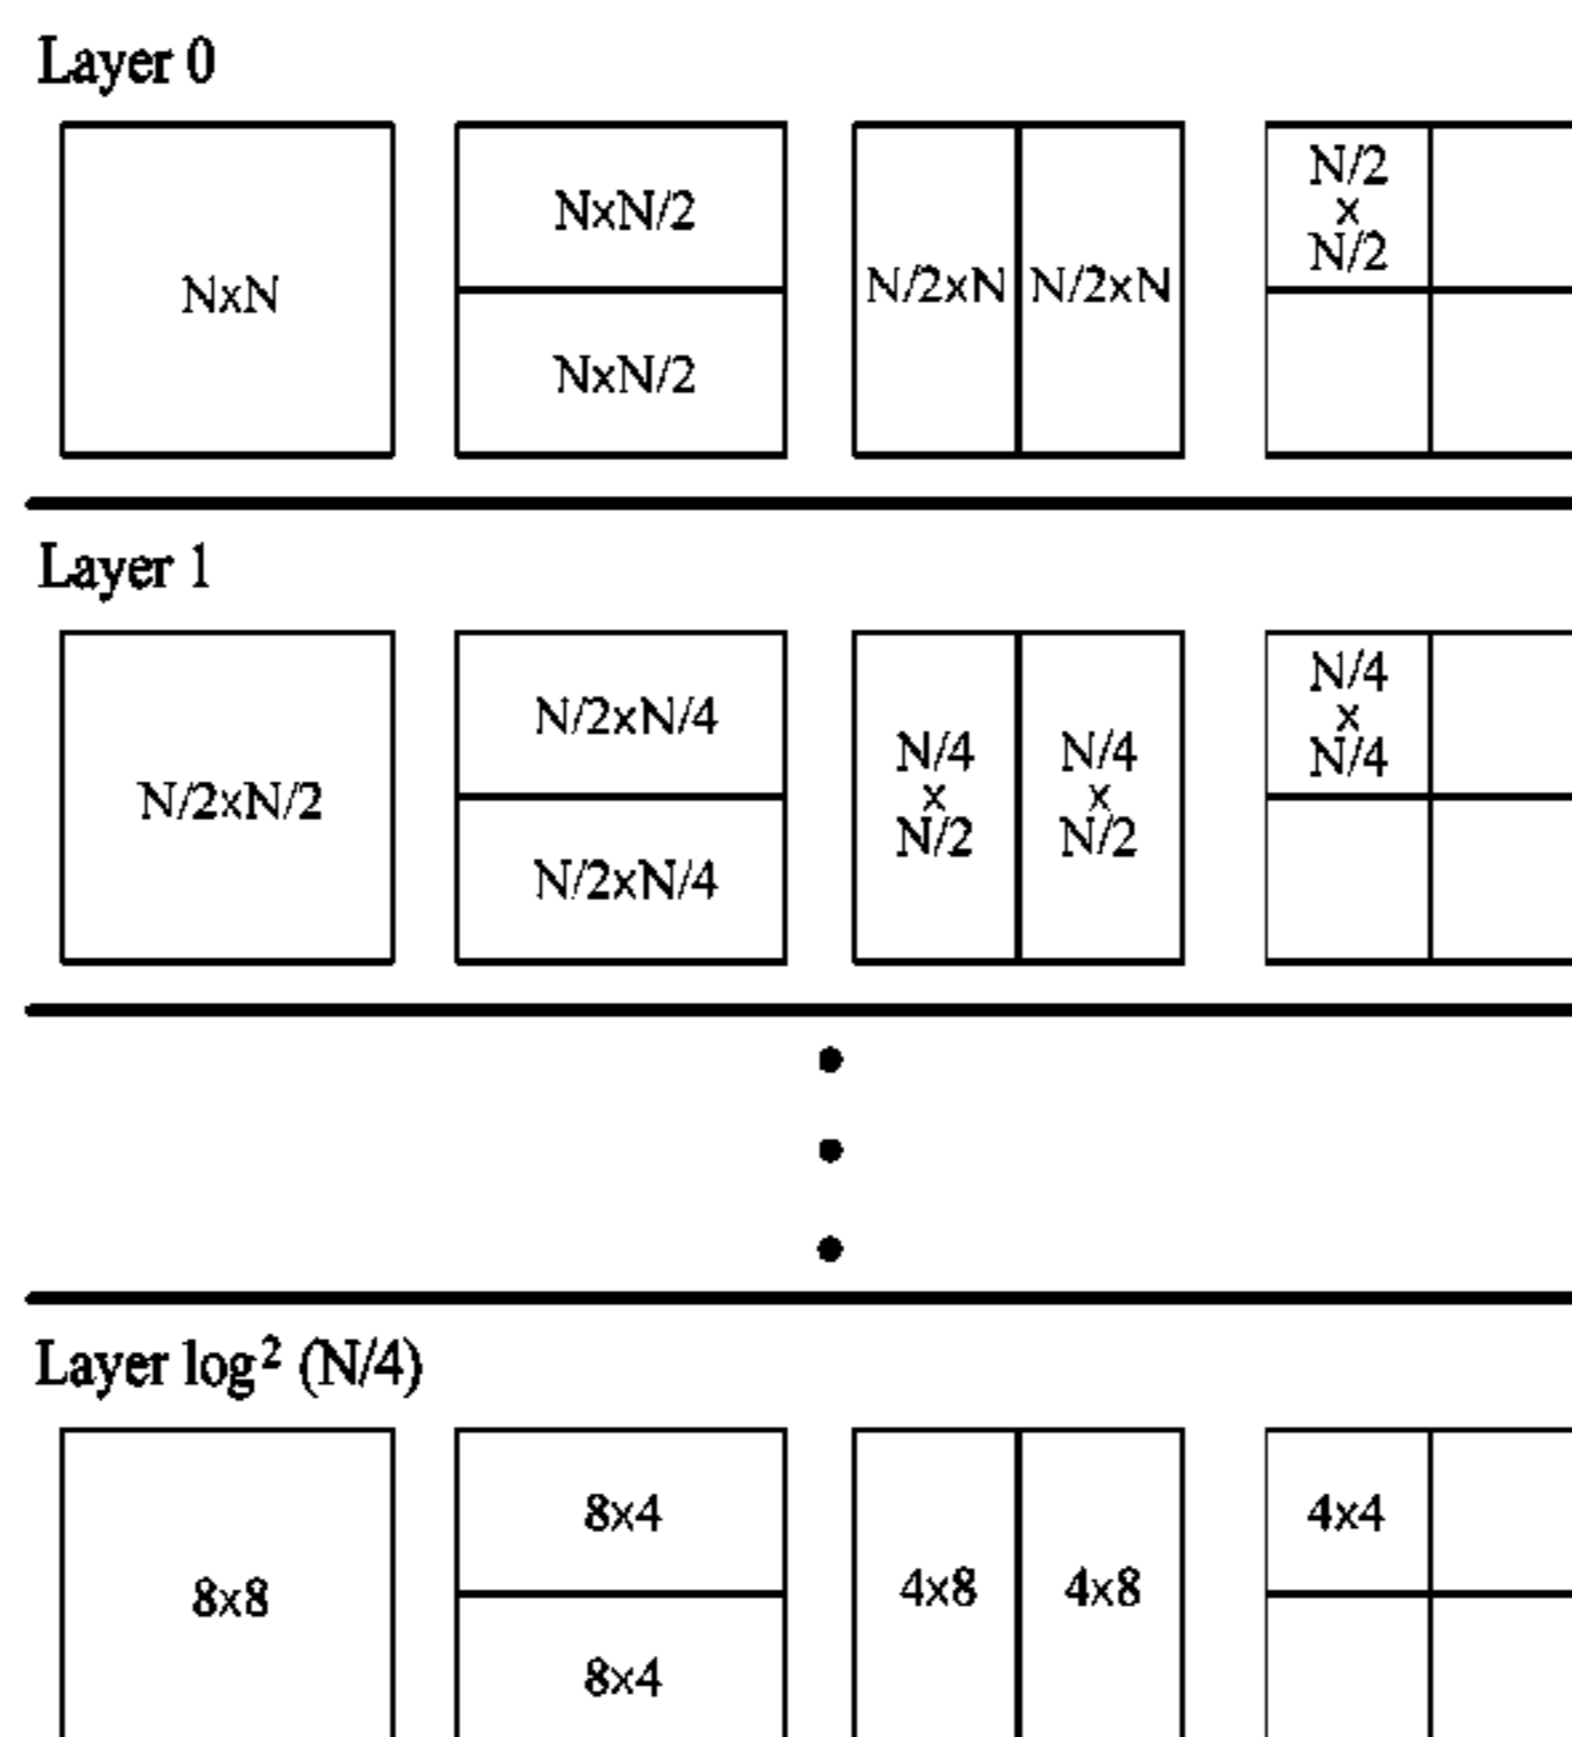 Layer 0
NxN
NxN/2
NxN/2
N/2xN
N/2xN
N/2
x
N/2
Layer 1
N/2xN/2
N/2xN/4
N/2xN/4
N/4
x
N/2
N/4
x
N/2
N/4
x
N/4
Layer log² (N/4)
8x8
8x4
8x4
4x8
4x8
4x4